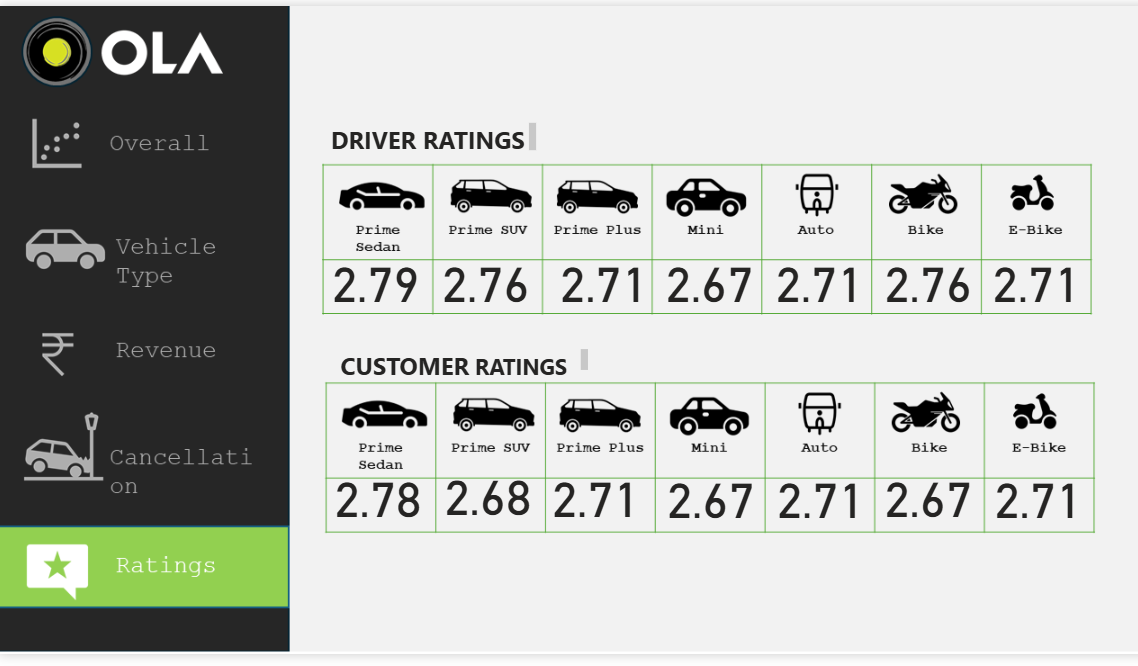 OLA
Overall
Vehicle
Type
Revenue
Cancellati
on
Ratings
DRIVER RATINGS
Prime
Sedan
Prime SUV
Prime Plus
Mini
Auto
Bike
E-Bike
2.79 2.76 2.71 2.67 2.71 2.76 2.71
CUSTOMER RATINGS
Prime
Sedan
Prime SUV
Prime Plus
Mini
Auto
Bike
E-Bike
2.78 2.68 2.71 2.67 2.71 2.67 2.71